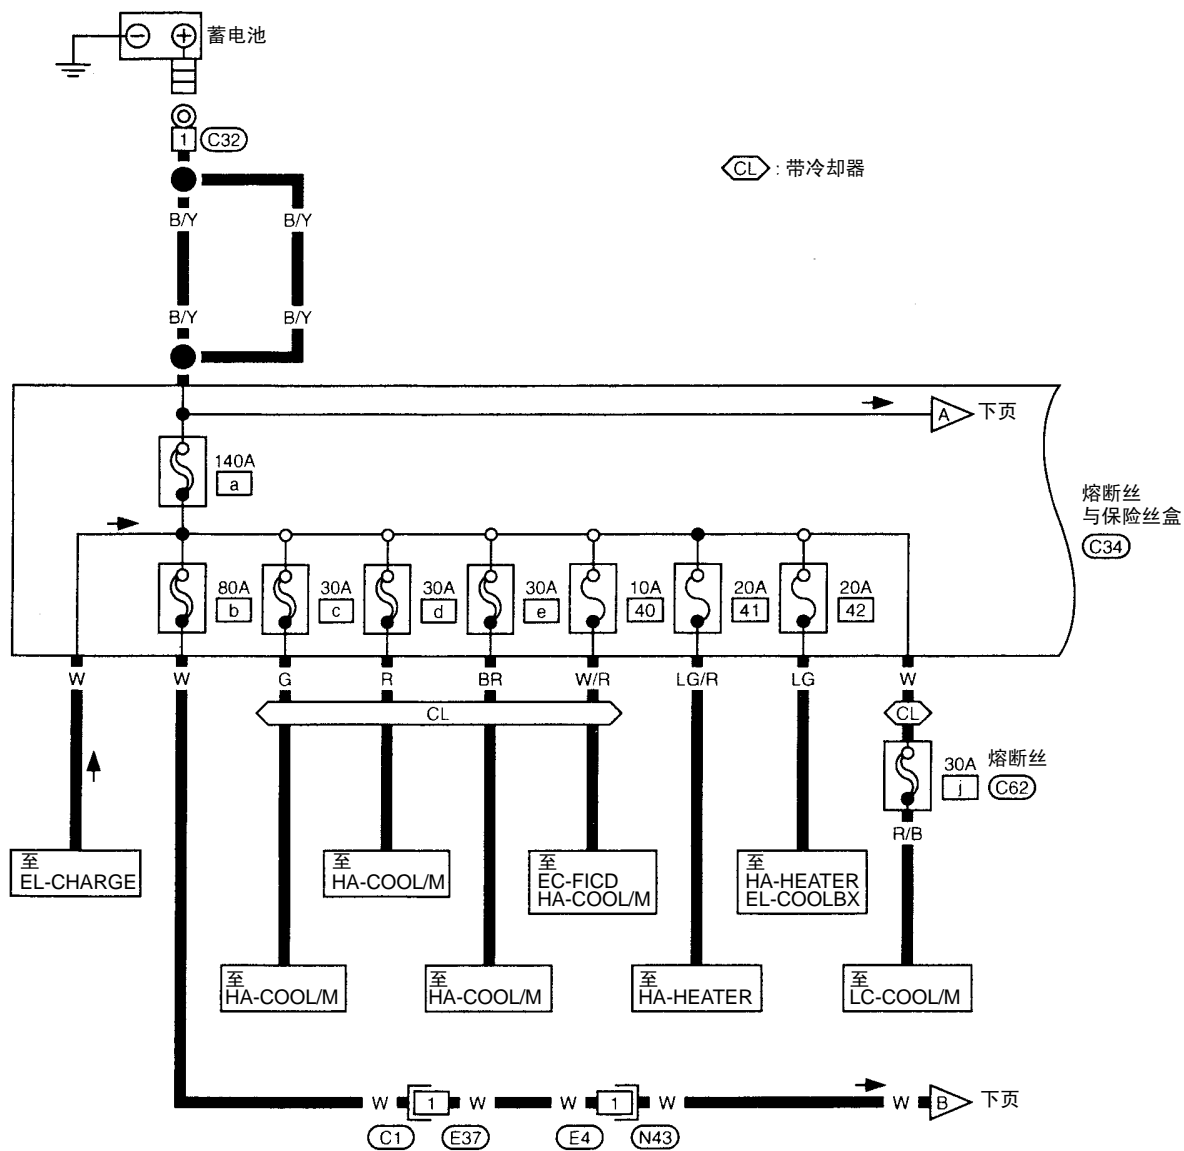 蓄电池
1 C32
CL : 带冷却器
B/Y B/Y
B/Y B/Y
A 下页
140A
a
熔断丝
与保险丝盒
C34
80A 30A 30A 30A 10A 20A 20A
b c d e 40 41 42
W W G R BR W/R LG/R LG W
CL CL
30A 熔断丝
j C62
R/B
至
EL-CHARGE
至
HA-COOL/M
至
EC-FICD
HA-COOL/M
至
HA-HEATER
EL-COOLBX
至
HA-COOL/M
至
HA-COOL/M
至
HA-HEATER
至
LC-COOL/M
W 1 W W 1 W W B 下页
C1 E37 E4 N43